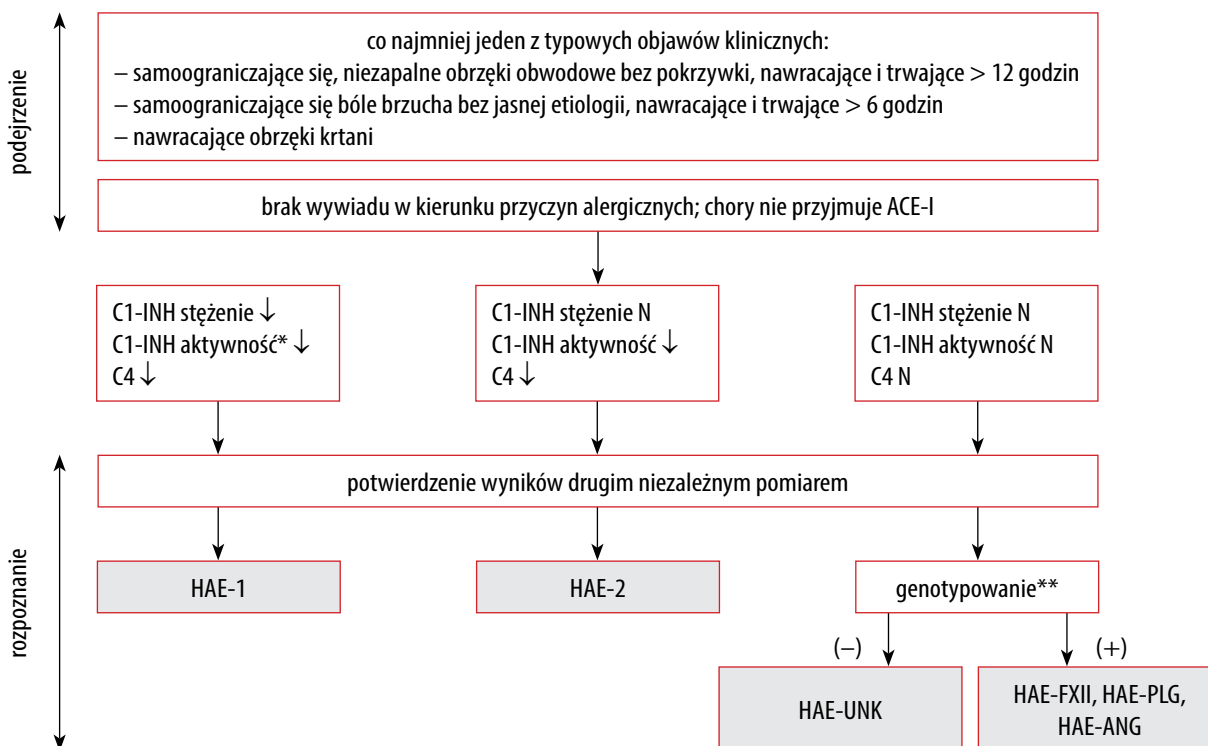 podejrzenie
co najmniej jeden z typowych objawów klinicznych:
– samoograniczające się, niezapalne obrzęki obwodowe bez pokrzywki, nawracające i trwające > 12 godzin
– samoograniczające się bóle brzucha bez jasnej etiologii, nawracające i trwające > 6 godzin
– nawracające obrzęki krtani
brak wywiadu w kierunku przyczyn alergicznych; chory nie przyjmuje ACE-I
C1-INH stężenie ↓
C1-INH aktywność* ↓
C4 ↓
C1-INH stężenie N
C1-INH aktywność ↓
C4 ↓
C1-INH stężenie N
C1-INH aktywność N
C4 N
rozpoznanie
potwierdzenie wyników drugim niezależnym pomiarem
HAE-1
HAE-2
genotypowanie**
(–)
(+)
HAE-UNK
HAE-FXII, HAE-PLG,
HAE-ANG